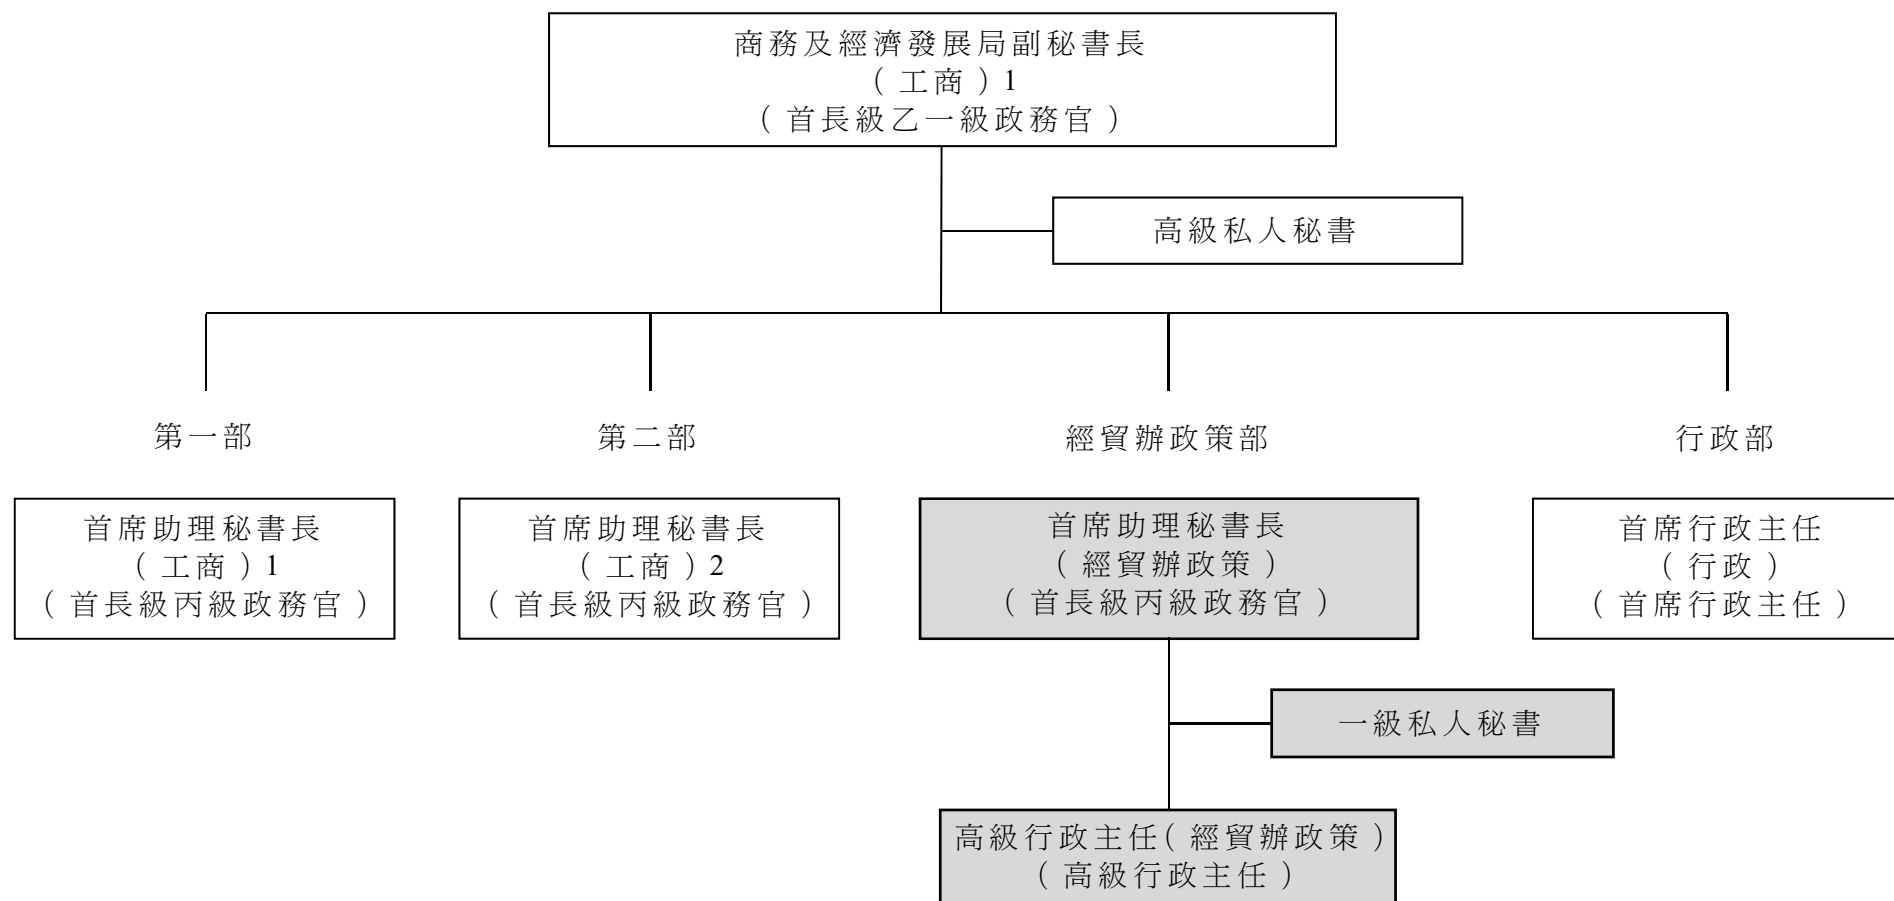 商務及經濟發展局副秘書長
（工商）1
（首長級乙一級政務官）
高級私人秘書
第一部
第二部
經貿辦政策部
行政部
首席助理秘書長
（工商）1
（首長級丙級政務官）
首席助理秘書長
（工商）2
（首長級丙級政務官）
首席助理秘書長
（經貿辦政策）
（首長級丙級政務官）
首席行政主任
（行政）
（首席行政主任）
一級私人秘書
高級行政主任（經貿辦政策）
（高級行政主任）